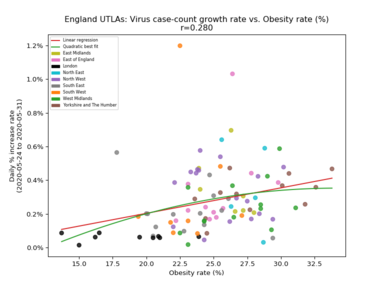 England UTLAs: Virus case-count growth rate vs. Obesity rate (%)
r=0.280
Daily % increase rate
(2020-05-24 to 2020-05-31)
1.2%
1.0%
0.8%
0.6%
0.4%
0.2%
0.0%
Linear regression
Quadratic best fit
East Midlands
East of England
London
North East
North West
South East
South West
West Midlands
Yorkshire and The Humber
15.0 17.5 20.0 22.5 25.0 27.5 30.0 32.5
Obesity rate (%)